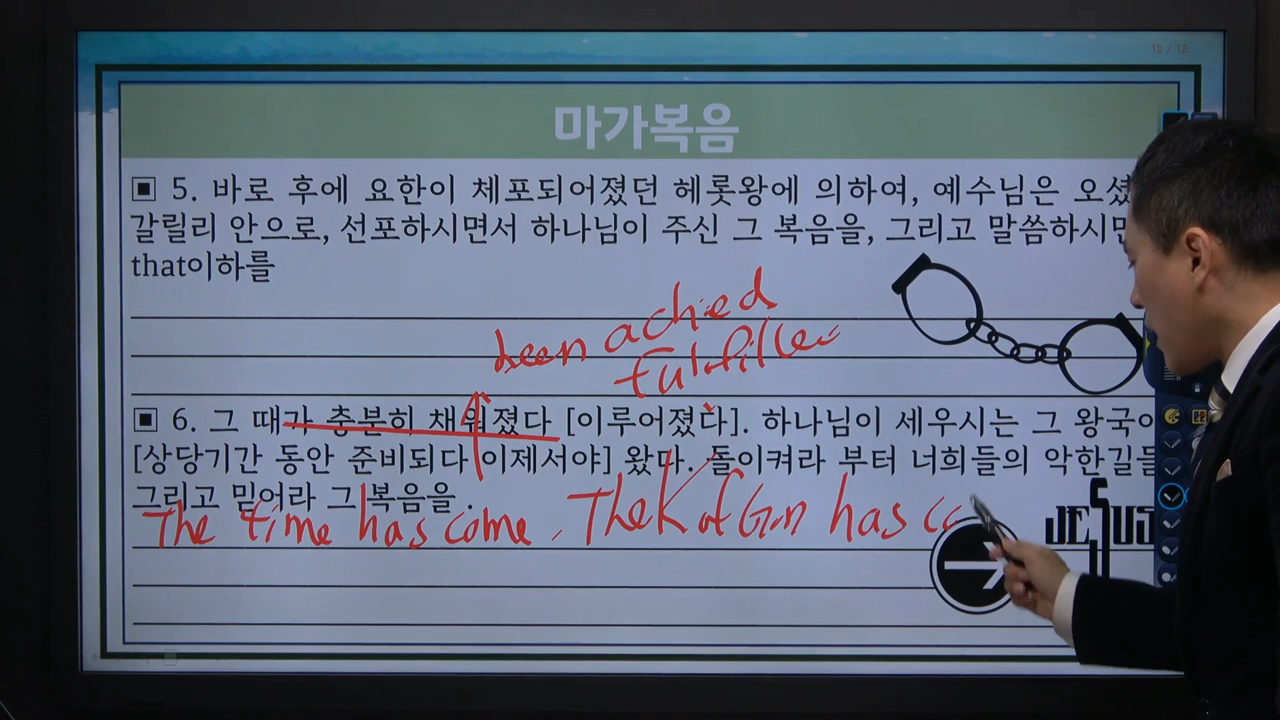 12 / 12
마가복음
▣ 5. 바로 후에 요한이 체포되어졌던 헤롯왕에 의하여, 예수님은 오셨
갈릴리 안으로, 선포하시면서 하나님이 주신 그 복음을, 그리고 말씀하시면
that이하를
been achied
fulfilled
▣ 6. 그 때가 충분히 채워졌다 [이루어졌다]. 하나님이 세우시는 그 왕국이
[상당기간 동안 준비되다 이제서야] 왔다. 돌이켜라 부터 너희들의 악한길들
그리고 믿어라 그 복음을.
The time has come. The K of has co
JESUS